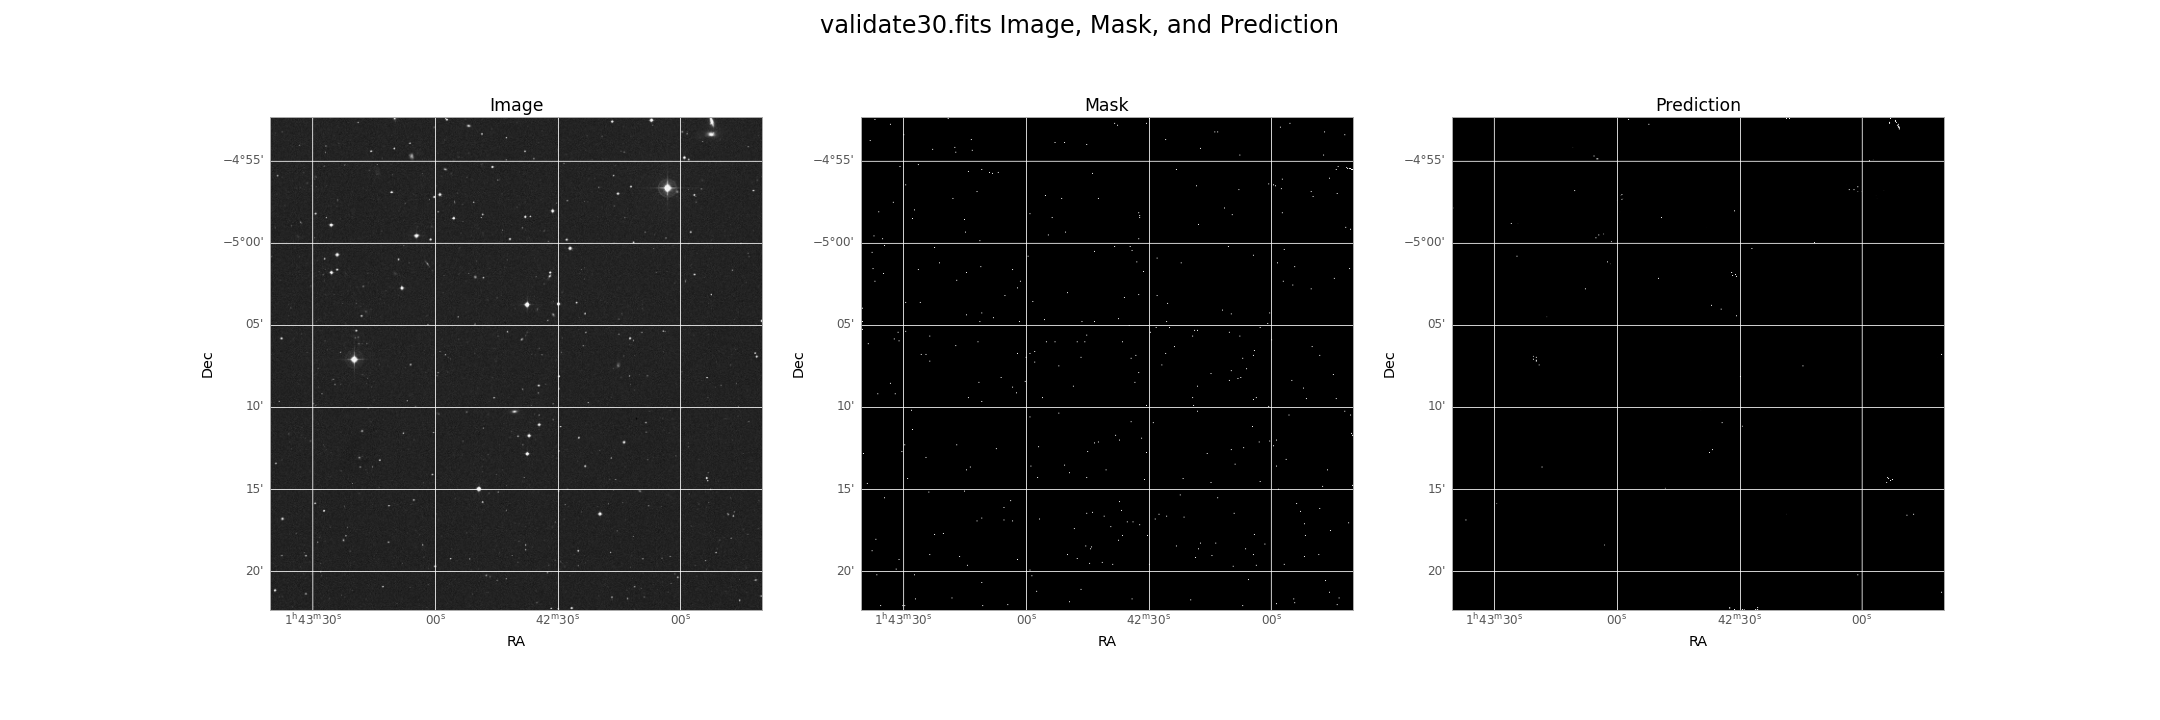 validate30.fits Image, Mask, and Prediction
Image
−4°55'
−5°00'
05'
10'
15'
20'
Dec
1ʰ43ᵐ30ˢ 00ˢ 42ᵐ30ˢ 00ˢ
RA
Mask
−4°55'
−5°00'
05'
10'
15'
20'
Dec
1ʰ43ᵐ30ˢ 00ˢ 42ᵐ30ˢ 00ˢ
RA
Prediction
−4°55'
−5°00'
05'
10'
15'
20'
Dec
1ʰ43ᵐ30ˢ 00ˢ 42ᵐ30ˢ 00ˢ
RA